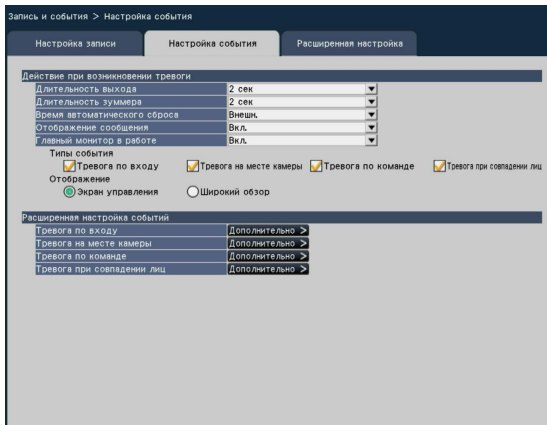 Запись и события > Настройка события
Настройка записи Настройка события Расширенная настройка
Действие при возникновении тревоги
Длительность выхода 2 сек
Длительность зуммера 2 сек
Время автоматического сброса Внешн.
Отображение сообщения Вкл.
Главный монитор в работе Вкл.
Типы события
Тревога по входу Тревога на месте камеры Тревога по команде Тревога при совпадении лиц
Отображение
Экран управления Широкий обзор
Расширенная настройка событий
Тревога по входу Дополнительно >
Тревога на месте камеры Дополнительно >
Тревога по команде Дополнительно >
Тревога при совпадении лиц Дополнительно >